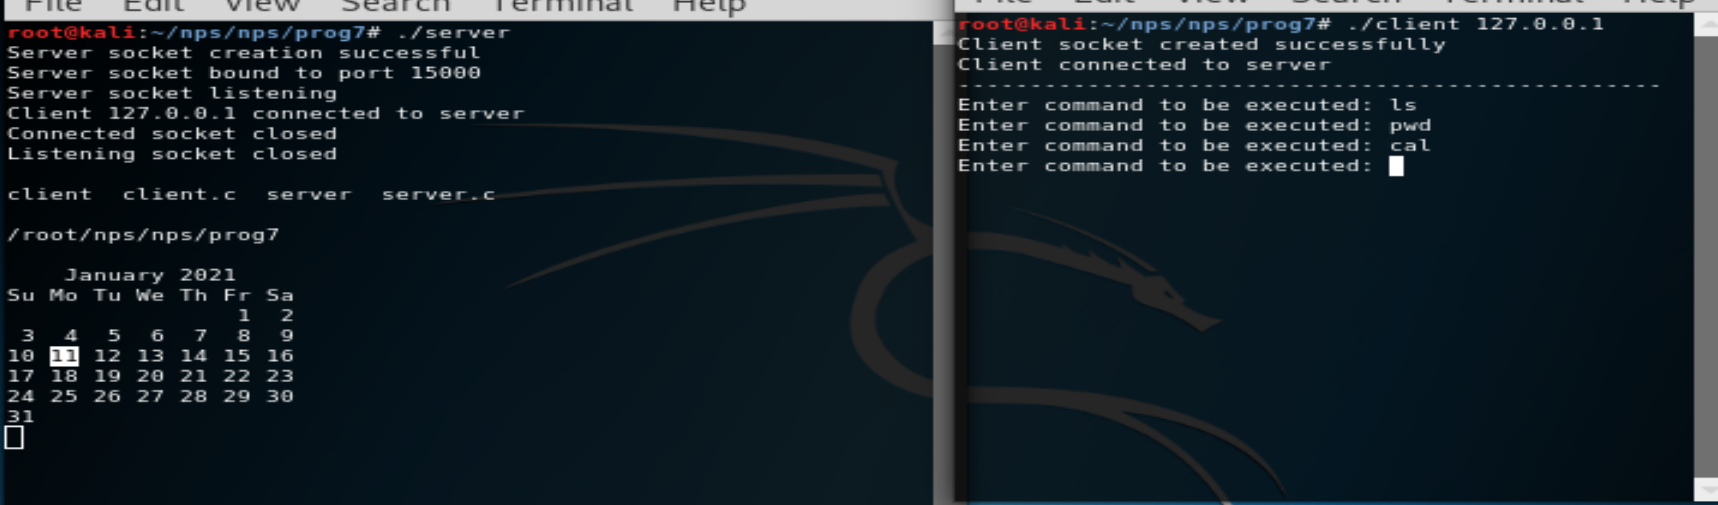 File Edit View Search Terminal Help
root@kali:~/nps/nps/prog7# ./server
Server socket creation successful
Server socket bound to port 15000
Server socket listening
Client 127.0.0.1 connected to server
Connected socket closed
Listening socket closed
client client.c server server.c
/root/nps/nps/prog7
January 2021
Su Mo Tu We Th Fr Sa
1 2
3 4 5 6 7 8 9
10 11 12 13 14 15 16
17 18 19 20 21 22 23
24 25 26 27 28 29 30
31
File Edit View Search Terminal Help
root@kali:~/nps/nps/prog7# ./client 127.0.0.1
Client socket created successfully
Client connected to server
-------------------------------------------------
Enter command to be executed: ls
Enter command to be executed: pwd
Enter command to be executed: cal
Enter command to be executed: